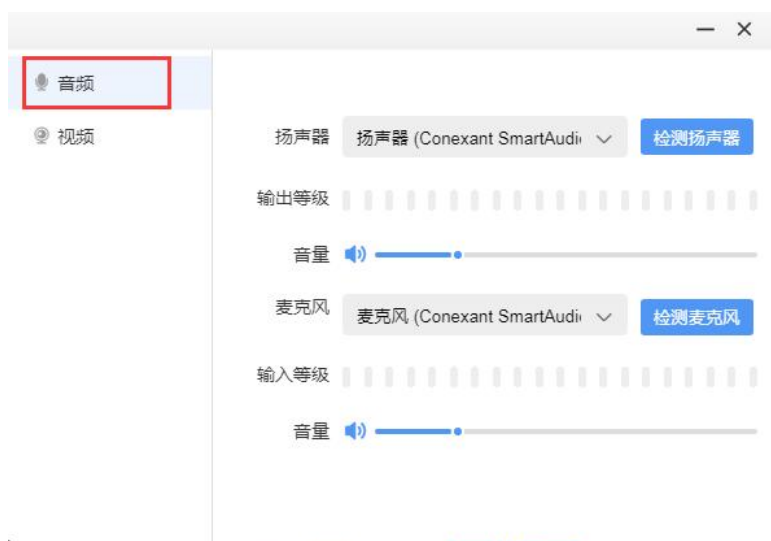 音频
视频
扬声器 扬声器 (Conexant SmartAudi 检测扬声器
输出等级
音量
麦克风 麦克风 (Conexant SmartAudi 检测麦克风
输入等级
音量